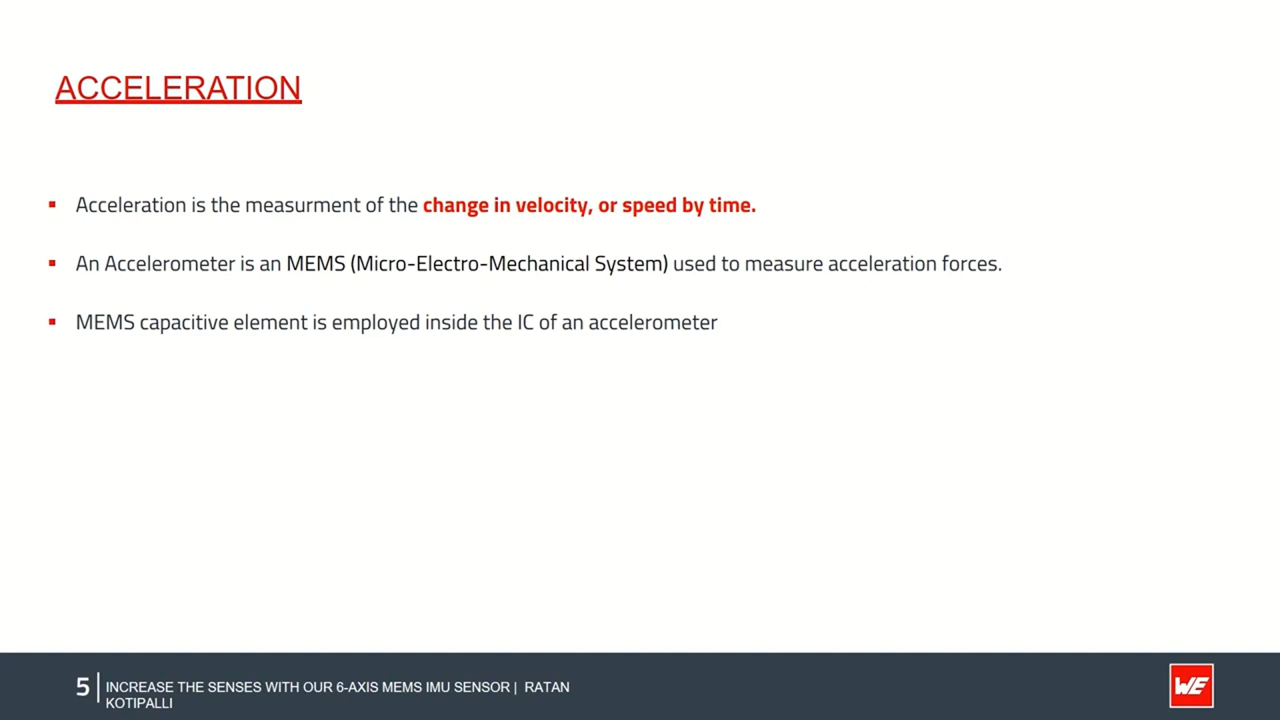 ACCELERATION
Acceleration is the measurment of the change in velocity, or speed by time.
An Accelerometer is an MEMS (Micro-Electro-Mechanical System) used to measure acceleration forces.
MEMS capacitive element is employed inside the IC of an accelerometer
5 INCREASE THE SENSES WITH OUR 6-AXIS MEMS IMU SENSOR | RATAN
KOTIPALLI
WE